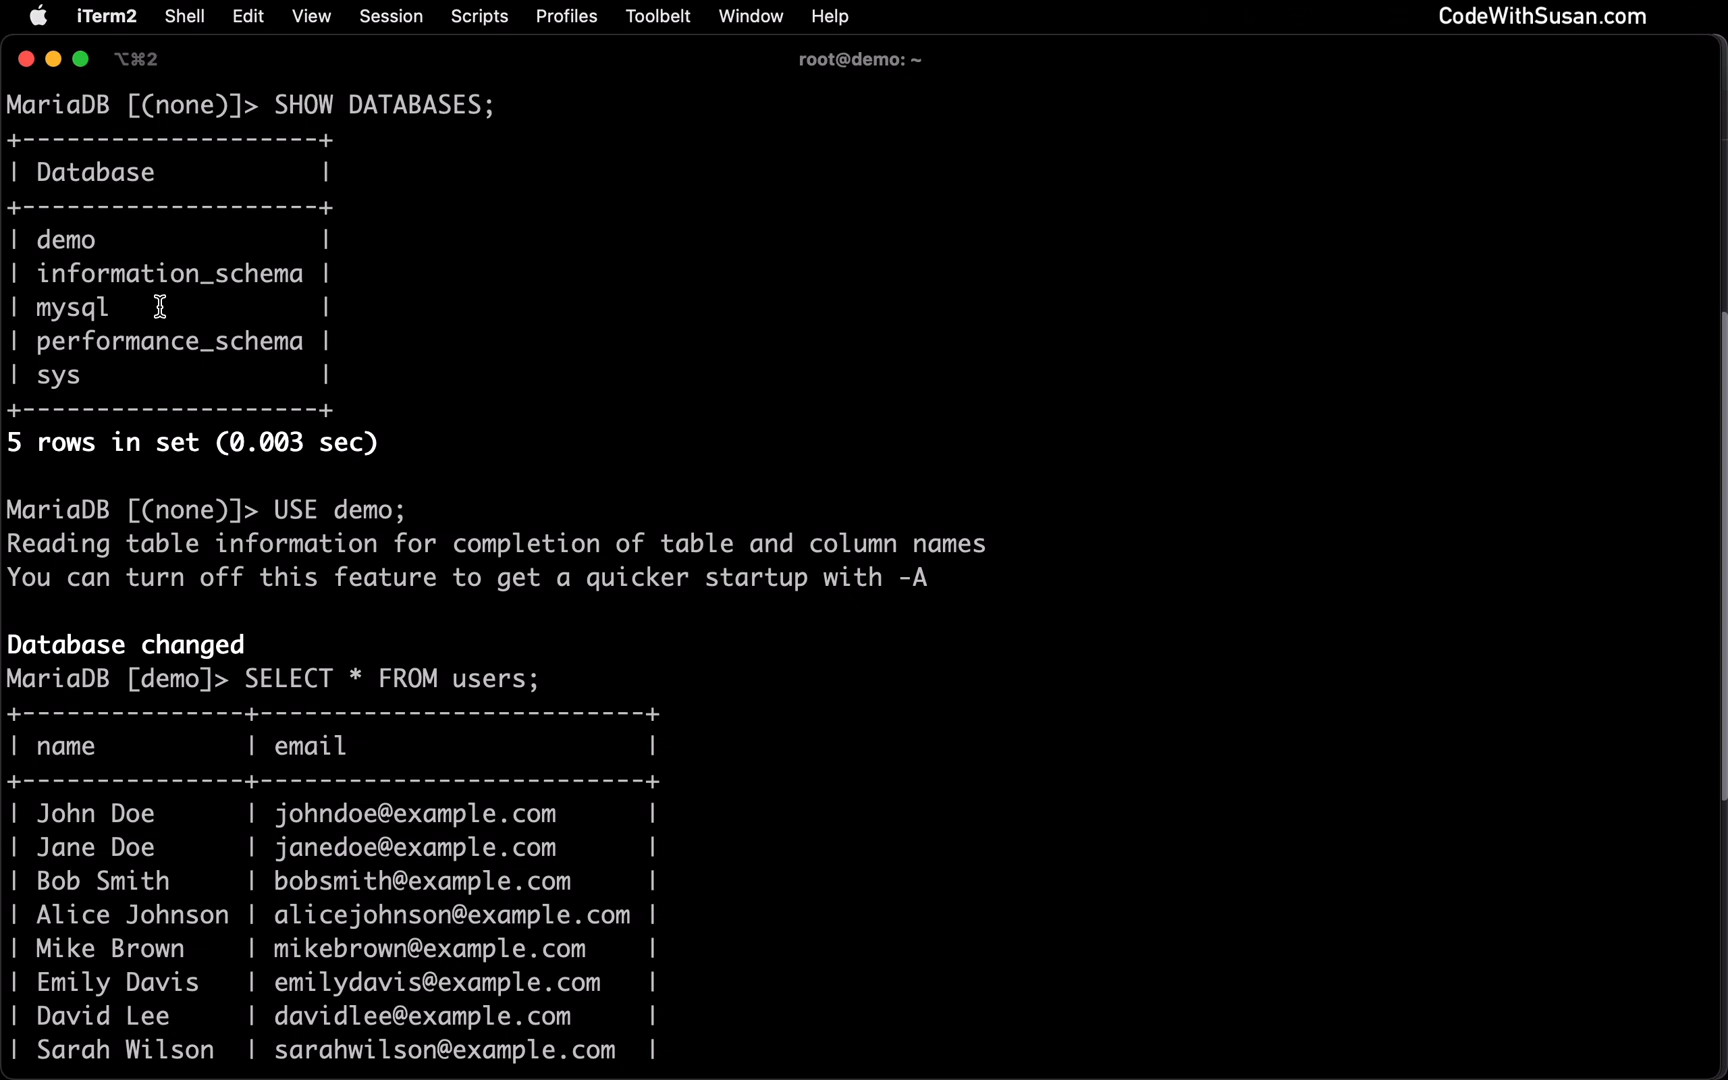 iTerm2 Shell Edit View Session Scripts Profiles Toolbelt Window Help CodeWithSusan.com
⌥⌘2 root@demo: ~
MariaDB [(none)]> SHOW DATABASES;
+--------------------+
| Database           |
+--------------------+
| demo               |
| information_schema |
| mysql              |
| performance_schema |
| sys                |
+--------------------+
5 rows in set (0.003 sec)
MariaDB [(none)]> USE demo;
Reading table information for completion of table and column names
You can turn off this feature to get a quicker startup with -A
Database changed
MariaDB [demo]> SELECT * FROM users;
+---------------+--------------------------+
| name          | email                    |
+---------------+--------------------------+
| John Doe      | johndoe@example.com      |
| Jane Doe      | janedoe@example.com      |
| Bob Smith     | bobsmith@example.com     |
| Alice Johnson | alicejohnson@example.com |
| Mike Brown    | mikebrown@example.com    |
| Emily Davis   | emilydavis@example.com   |
| David Lee     | davidlee@example.com     |
| Sarah Wilson  | sarahwilson@example.com  |